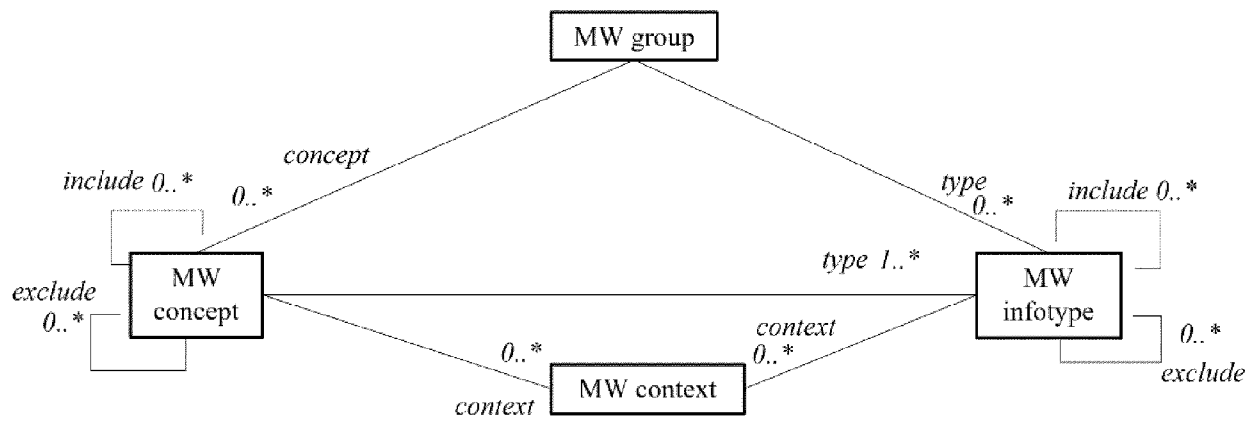 MW group
concept
include 0..*
0..*
type
0..*
include 0..*
MW
concept
type 1..*
MW
infotype
exclude
0..*
context
0..*
0..*
0..*
exclude
MW context
context